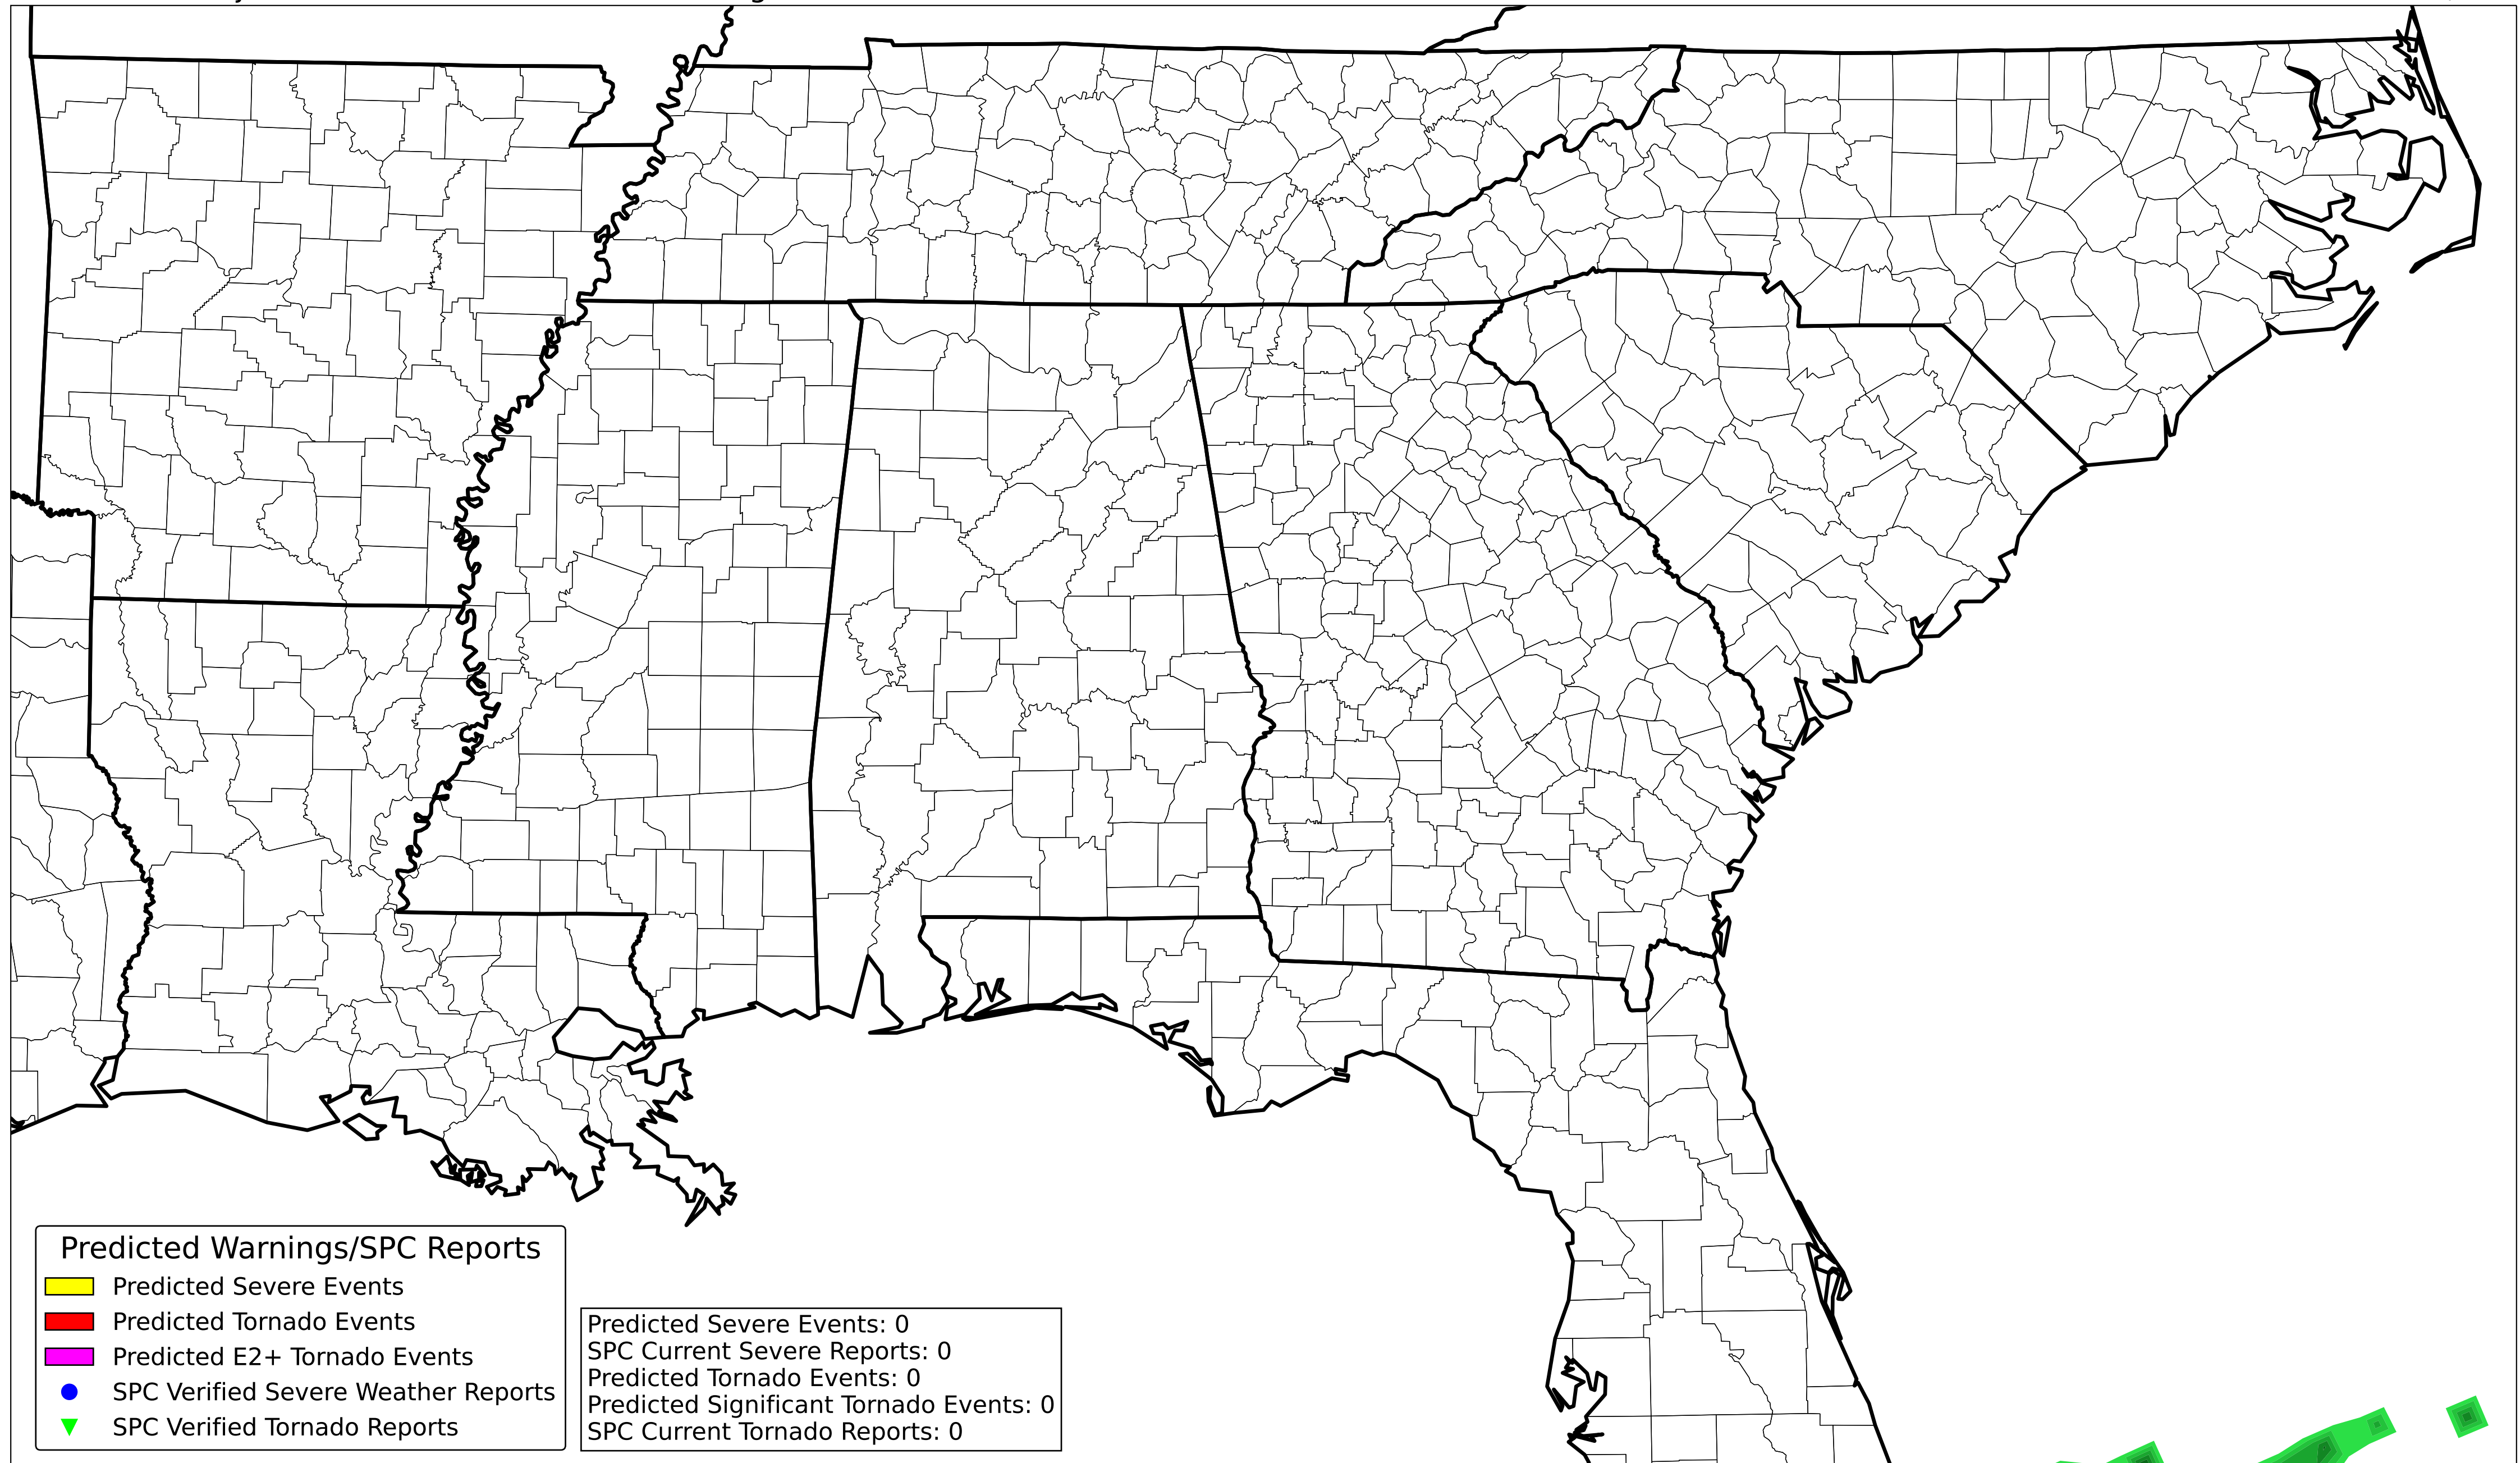 Predicted Warnings/SPC Reports
Predicted Severe Events
Predicted Tornado Events
Predicted E2+ Tornado Events
SPC Verified Severe Weather Reports
SPC Verified Tornado Reports
Predicted Severe Events: 0
SPC Current Severe Reports: 0
Predicted Tornado Events: 0
Predicted Significant Tornado Events: 0
SPC Current Tornado Reports: 0